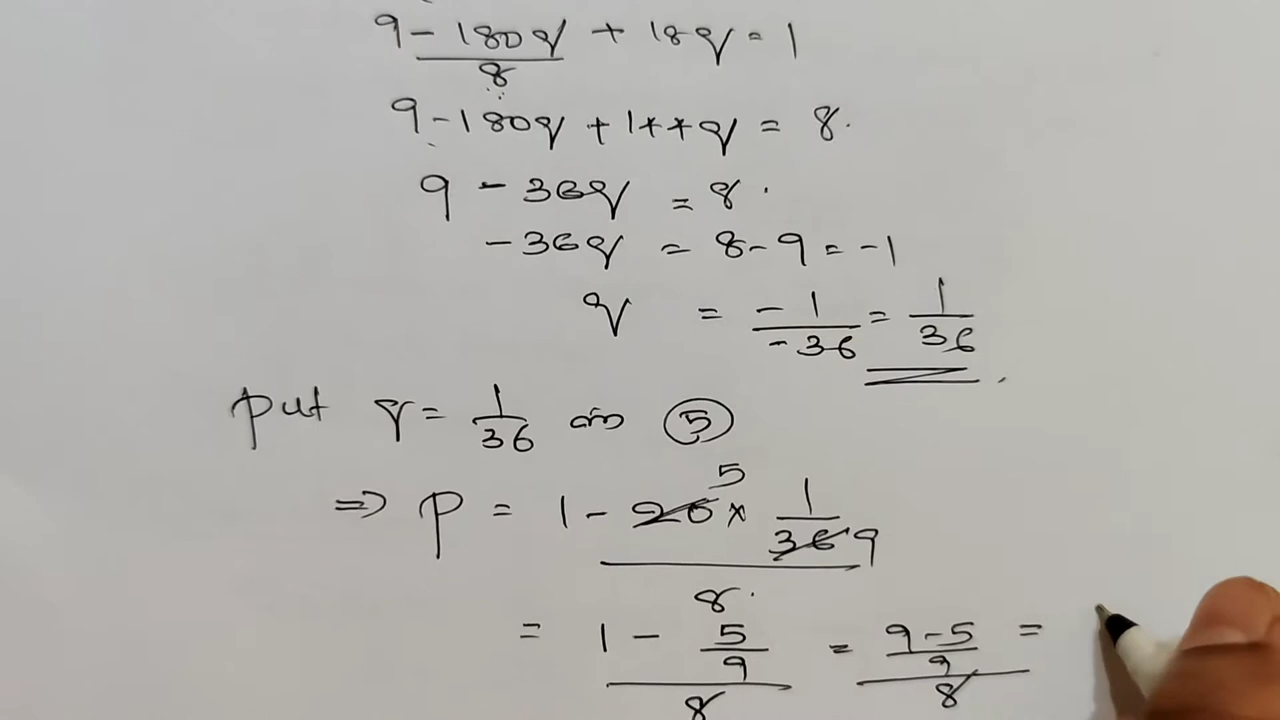 9 - 180q/8 + 18q = 1
9 - 180q + 144q = 8.
9 - 36q = 8.
-36q = 8 - 9 = -1
q = -1/-36 = 1/36.
put q = 1/36 in ⑤
⇒ p = (1 - 20 5 × 1/36 9)/8.
= (1 - 5/9)/8 = ((9-5)/9)/8 =